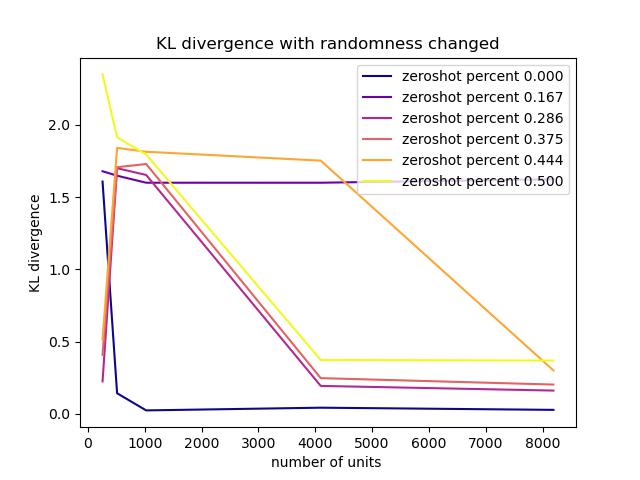 KL divergence with randomness changed
zeroshot percent 0.000
zeroshot percent 0.167
zeroshot percent 0.286
zeroshot percent 0.375
zeroshot percent 0.444
zeroshot percent 0.500
KL divergence
2.0
1.5
1.0
0.5
0.0
0 1000 2000 3000 4000 5000 6000 7000 8000
number of units